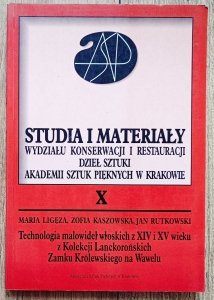 ASP
STUDIA I MATERIAŁY
WYDZIAŁU KONSERWACJI I RESTAURACJI
DZIEŁ SZTUKI
AKADEMII SZTUK PIĘKNYCH W KRAKOWIE
X
MARIA LIGĘZA, ZOFIA KASZOWSKA, JAN RUTKOWSKI
Technologia malowideł włoskich z XIV i XV wieku
z Kolekcji Lanckorońskich
Zamku Królewskiego na Wawelu